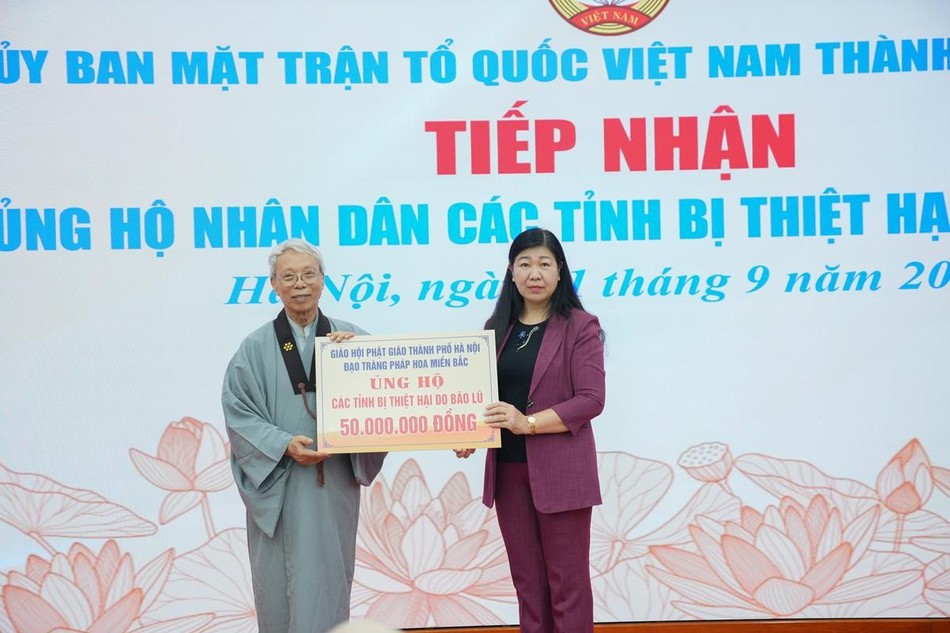 VIỆT NAM
ỦY BAN MẶT TRẬN TỔ QUỐC VIỆT NAM THÀNH
TIẾP NHẬN
ỦNG HỘ NHÂN DÂN CÁC TỈNH BỊ THIỆT HẠI
Hà Nội, ngày 11 tháng 9 năm 20
GIÁO HỘI PHẬT GIÁO THÀNH PHỐ HÀ NỘI
ĐẠO TRÀNG PHÁP HOA MIỀN BẮC
ỦNG HỘ
CÁC TỈNH BỊ THIỆT HẠI DO BÃO LŨ
50.000.000 ĐỒNG